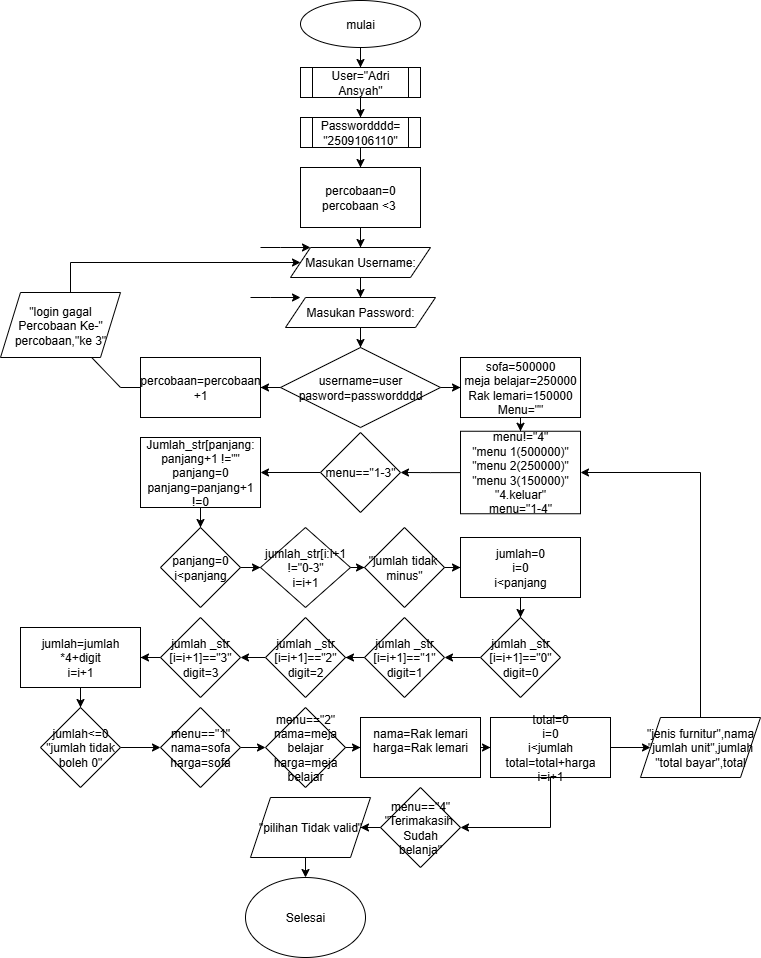 mulai
User="Adri
Ansyah"
Passwordddd=
"2509106110"
percobaan=0
percobaan <3
Masukan Username:
Masukan Password:
"login gagal
Percobaan Ke-"
percobaan,"ke 3"
percobaan=percobaan
+1
username=user
pasword=passwordddd
sofa=500000
meja belajar=250000
Rak lemari=150000
Menu=""
menu!="4"
"menu 1(500000)"
"menu 2(250000)"
"menu 3(150000)"
"4.keluar"
menu="1-4"
menu=="1-3"
Jumlah_str[panjang:
panjang+1 !=""
panjang=0
panjang=panjang+1
!=0
panjang=0
i<panjang
jumlah_str[i:i+1
!="0-3"
i=i+1
"jumlah tidak
minus"
jumlah=0
i=0
i<panjang
jumlah _str
[i=i+1]=="0"
digit=0
jumlah _str
[i=i+1]=="1"
digit=1
jumlah _str
[i=i+1]=="2"
digit=2
jumlah _str
[i=i+1]=="3"
digit=3
jumlah=jumlah
*4+digit
i=i+1
jumlah<=0
"jumlah tidak
boleh 0"
menu=="1"
nama=sofa
harga=sofa
menu=="2"
nama=meja
belajar
harga=meja
belajar
nama=Rak lemari
harga=Rak lemari
total=0
i=0
i<jumlah
total=total+harga
i=i+1
"jenis furnitur",nama
"jumlah unit",jumlah
"total bayar",total
menu=="4"
"Terimakasih
Sudah
belanja"
"pilihan Tidak valid"
Selesai